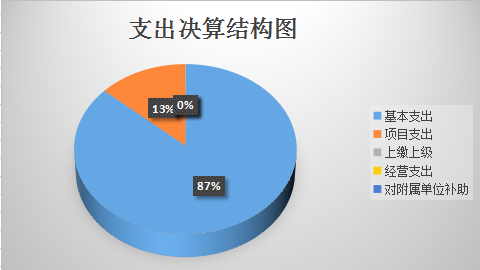 支出决算结构图
13%
0%
87%
基本支出
项目支出
上缴上级
经营支出
对附属单位补助